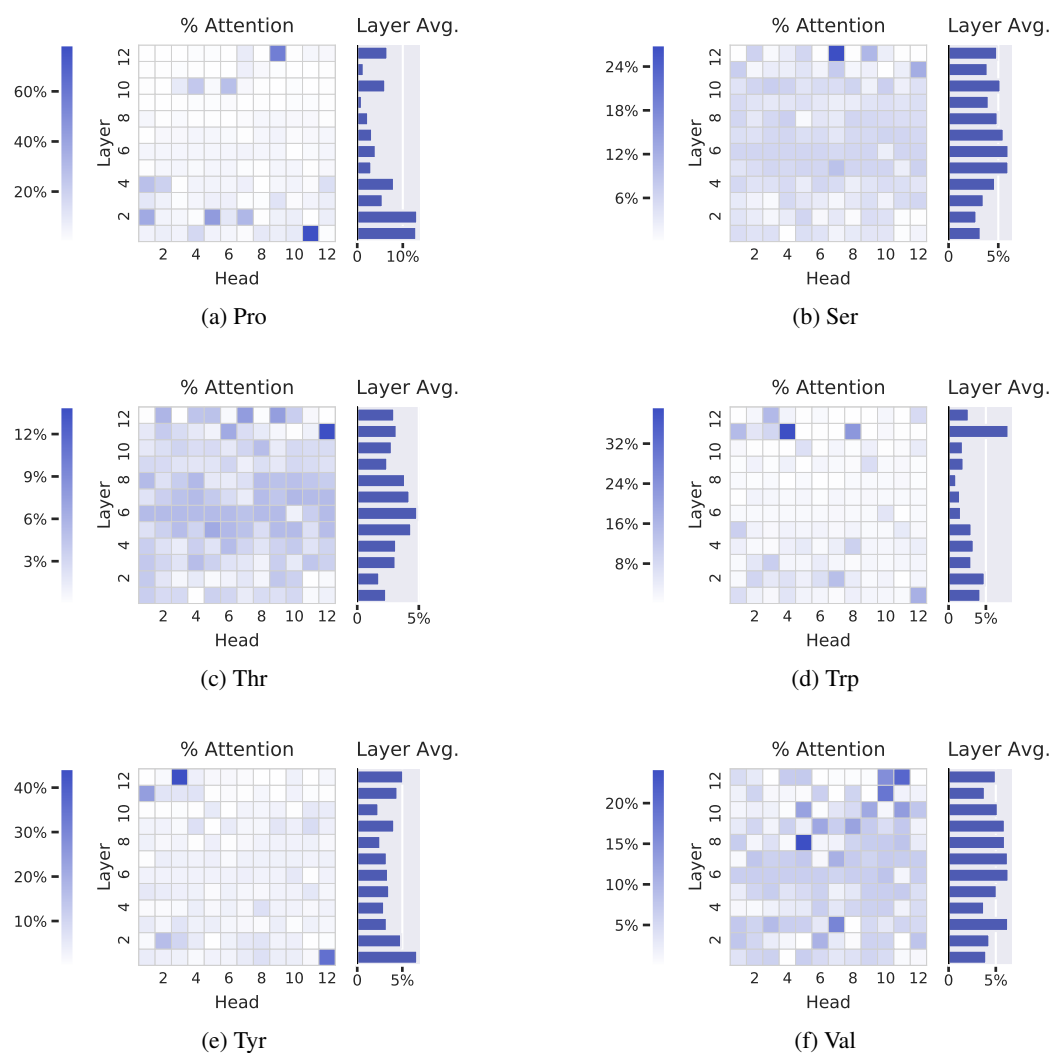 % Attention
Layer Avg.
60%
40%
20%
Layer
12
10
8
6
4
2
2 4 6 8 10 12
Head
0 10%
(a) Pro
% Attention
Layer Avg.
24%
18%
12%
6%
Layer
12
10
8
6
4
2
2 4 6 8 10 12
Head
0 5%
(b) Ser
% Attention
Layer Avg.
12%
9%
6%
3%
Layer
12
10
8
6
4
2
2 4 6 8 10 12
Head
0 5%
(c) Thr
% Attention
Layer Avg.
32%
24%
16%
8%
Layer
12
10
8
6
4
2
2 4 6 8 10 12
Head
0 5%
(d) Trp
% Attention
Layer Avg.
40%
30%
20%
10%
Layer
12
10
8
6
4
2
2 4 6 8 10 12
Head
0 5%
(e) Tyr
% Attention
Layer Avg.
20%
15%
10%
5%
Layer
12
10
8
6
4
2
2 4 6 8 10 12
Head
0 5%
(f) Val